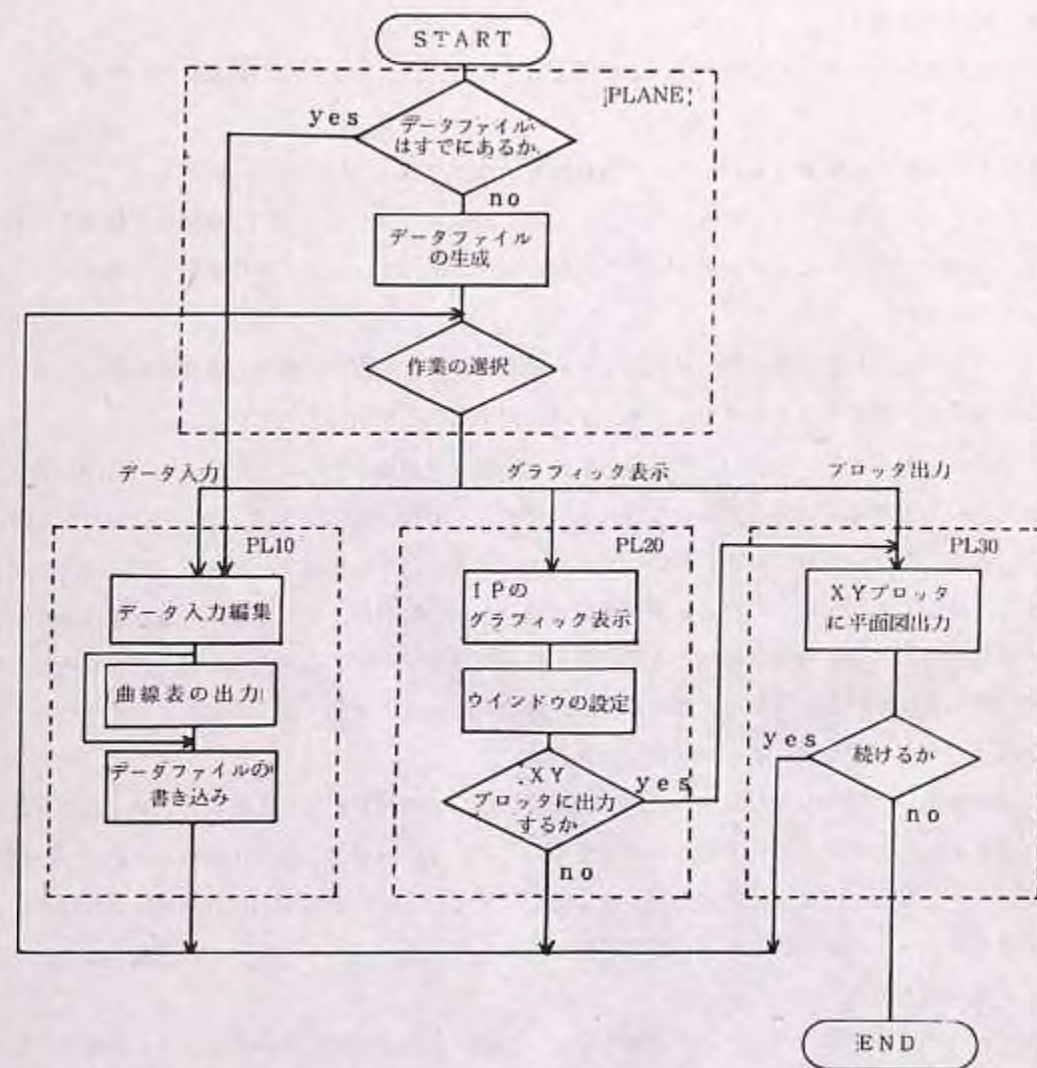 START
PLANE
yes
データファイル
はすでにあるか
no
データファイル
の生成
作業の選択
データ入力
グラフィック表示
プロッタ出力
PL10
データ入力編集
曲線表の出力
データファイルの
書き込み
PL20
IPの
グラフィック表示
ウインドウの設定
XY
プロッタに出力
するか
yes
no
PL30
XYプロッタ
に平面図出力
yes
続けるか
no
END